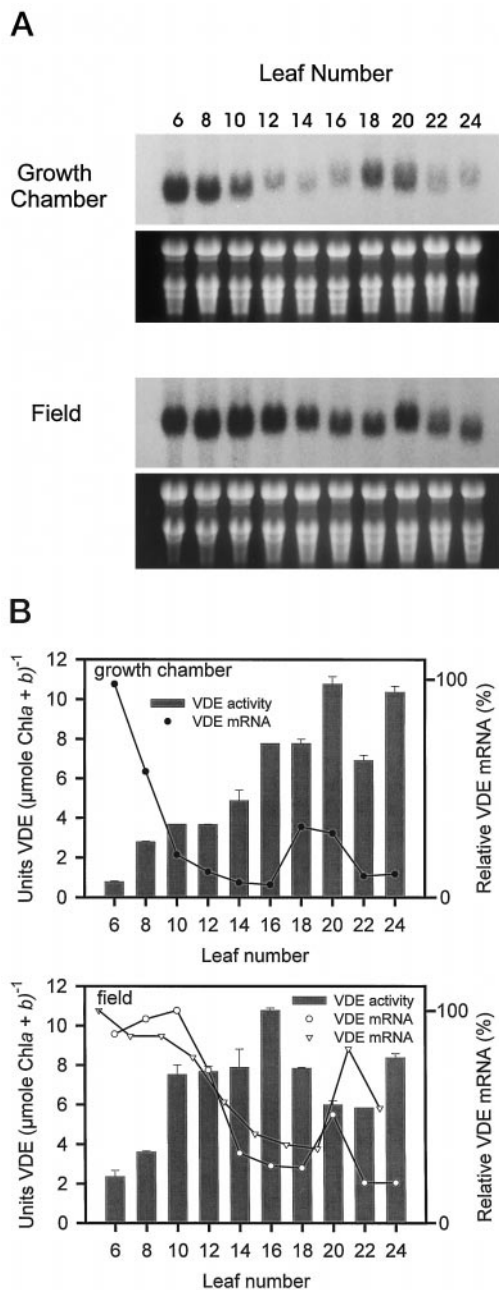 A
Leaf Number
6 8 10 12 14 16 18 20 22 24
Growth
Chamber
Field
B
growth chamber
VDE activity
VDE mRNA
Units VDE (µmole Chla + b)⁻¹
12
10
8
6
4
2
0
100
0
Relative VDE mRNA (%)
6 8 10 12 14 16 18 20 22 24
Leaf number
field
VDE activity
VDE mRNA
VDE mRNA
Units VDE (µmole Chla + b)⁻¹
12
10
8
6
4
2
0
100
0
Relative VDE mRNA (%)
6 8 10 12 14 16 18 20 22 24
Leaf number